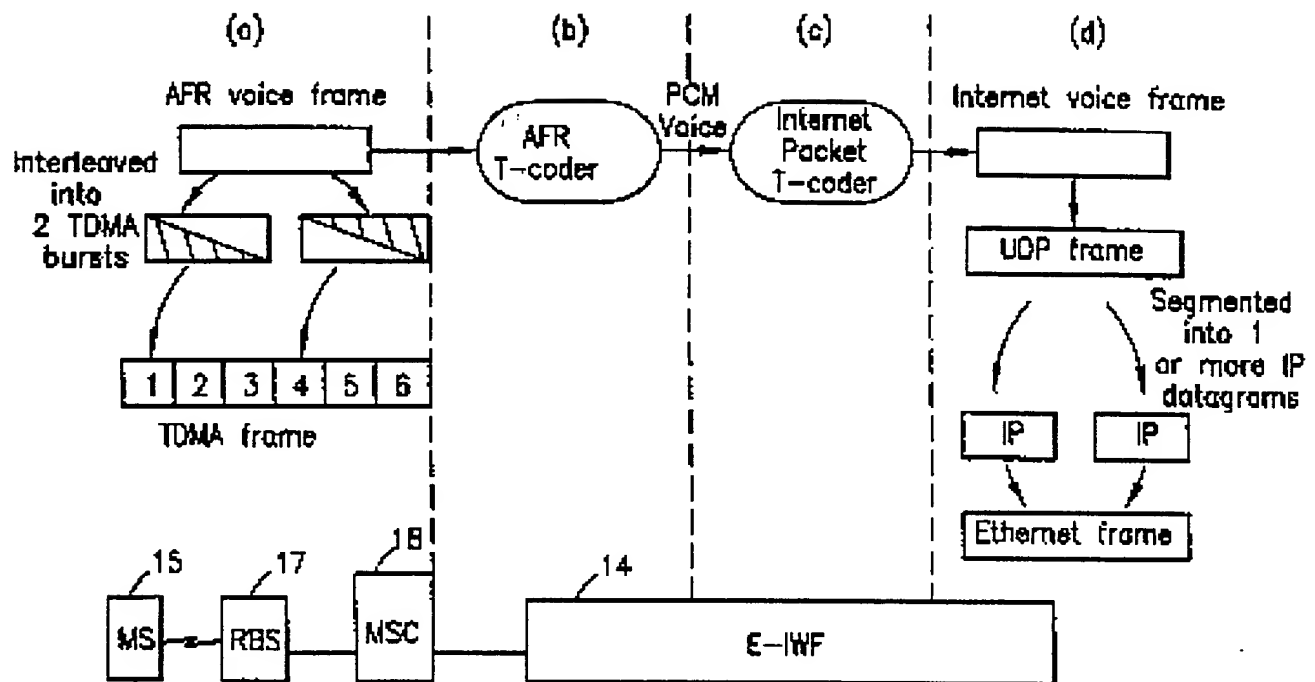 (a)
(b)
(c)
(d)
AFR voice frame
Interleaved
into
2 TDMA
bursts
1 2 3 4 5 6
TDMA frame
AFR
T-coder
PCM
Voice
Internet
Packet
T-coder
Internet voice frame
UDP frame
Segmented
into 1
or more IP
datagrams
IP
IP
Ethernet frame
15
17
18
14
MS
RBS
MSC
E-IWF